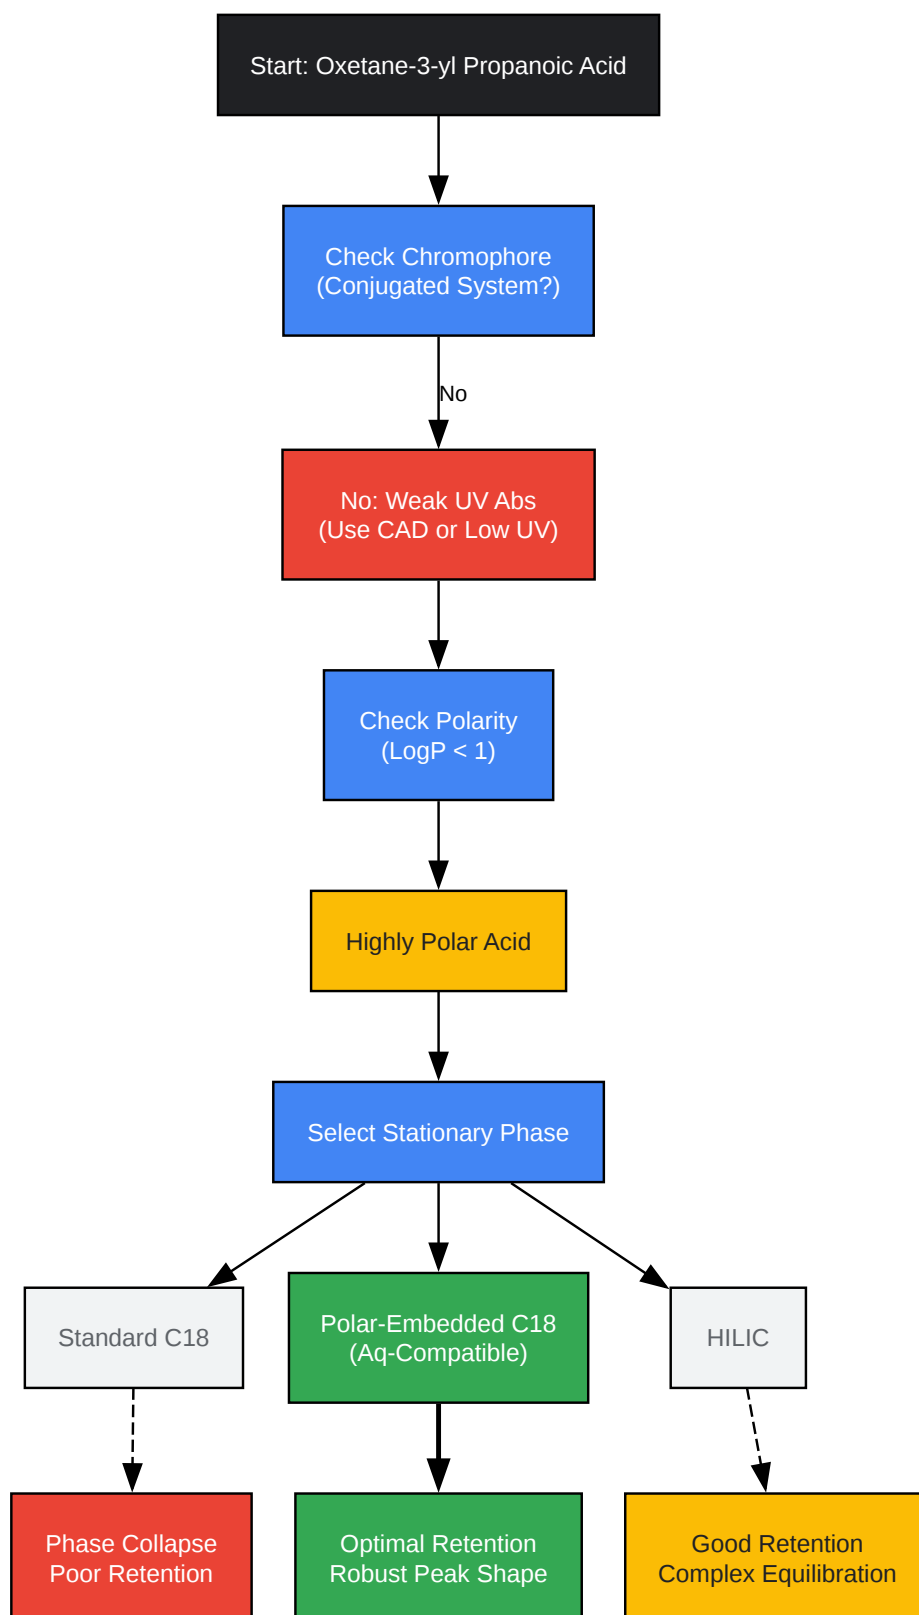 Start: Oxetane-3-yl Propanoic Acid
Check Chromophore
(Conjugated System?)
No
No: Weak UV Abs
(Use CAD or Low UV)
Check Polarity
(LogP < 1)
Highly Polar Acid
Select Stationary Phase
Standard C18
Polar-Embedded C18
(Aq-Compatible)
HILIC
Phase Collapse
Poor Retention
Optimal Retention
Robust Peak Shape
Good Retention
Complex Equilibration